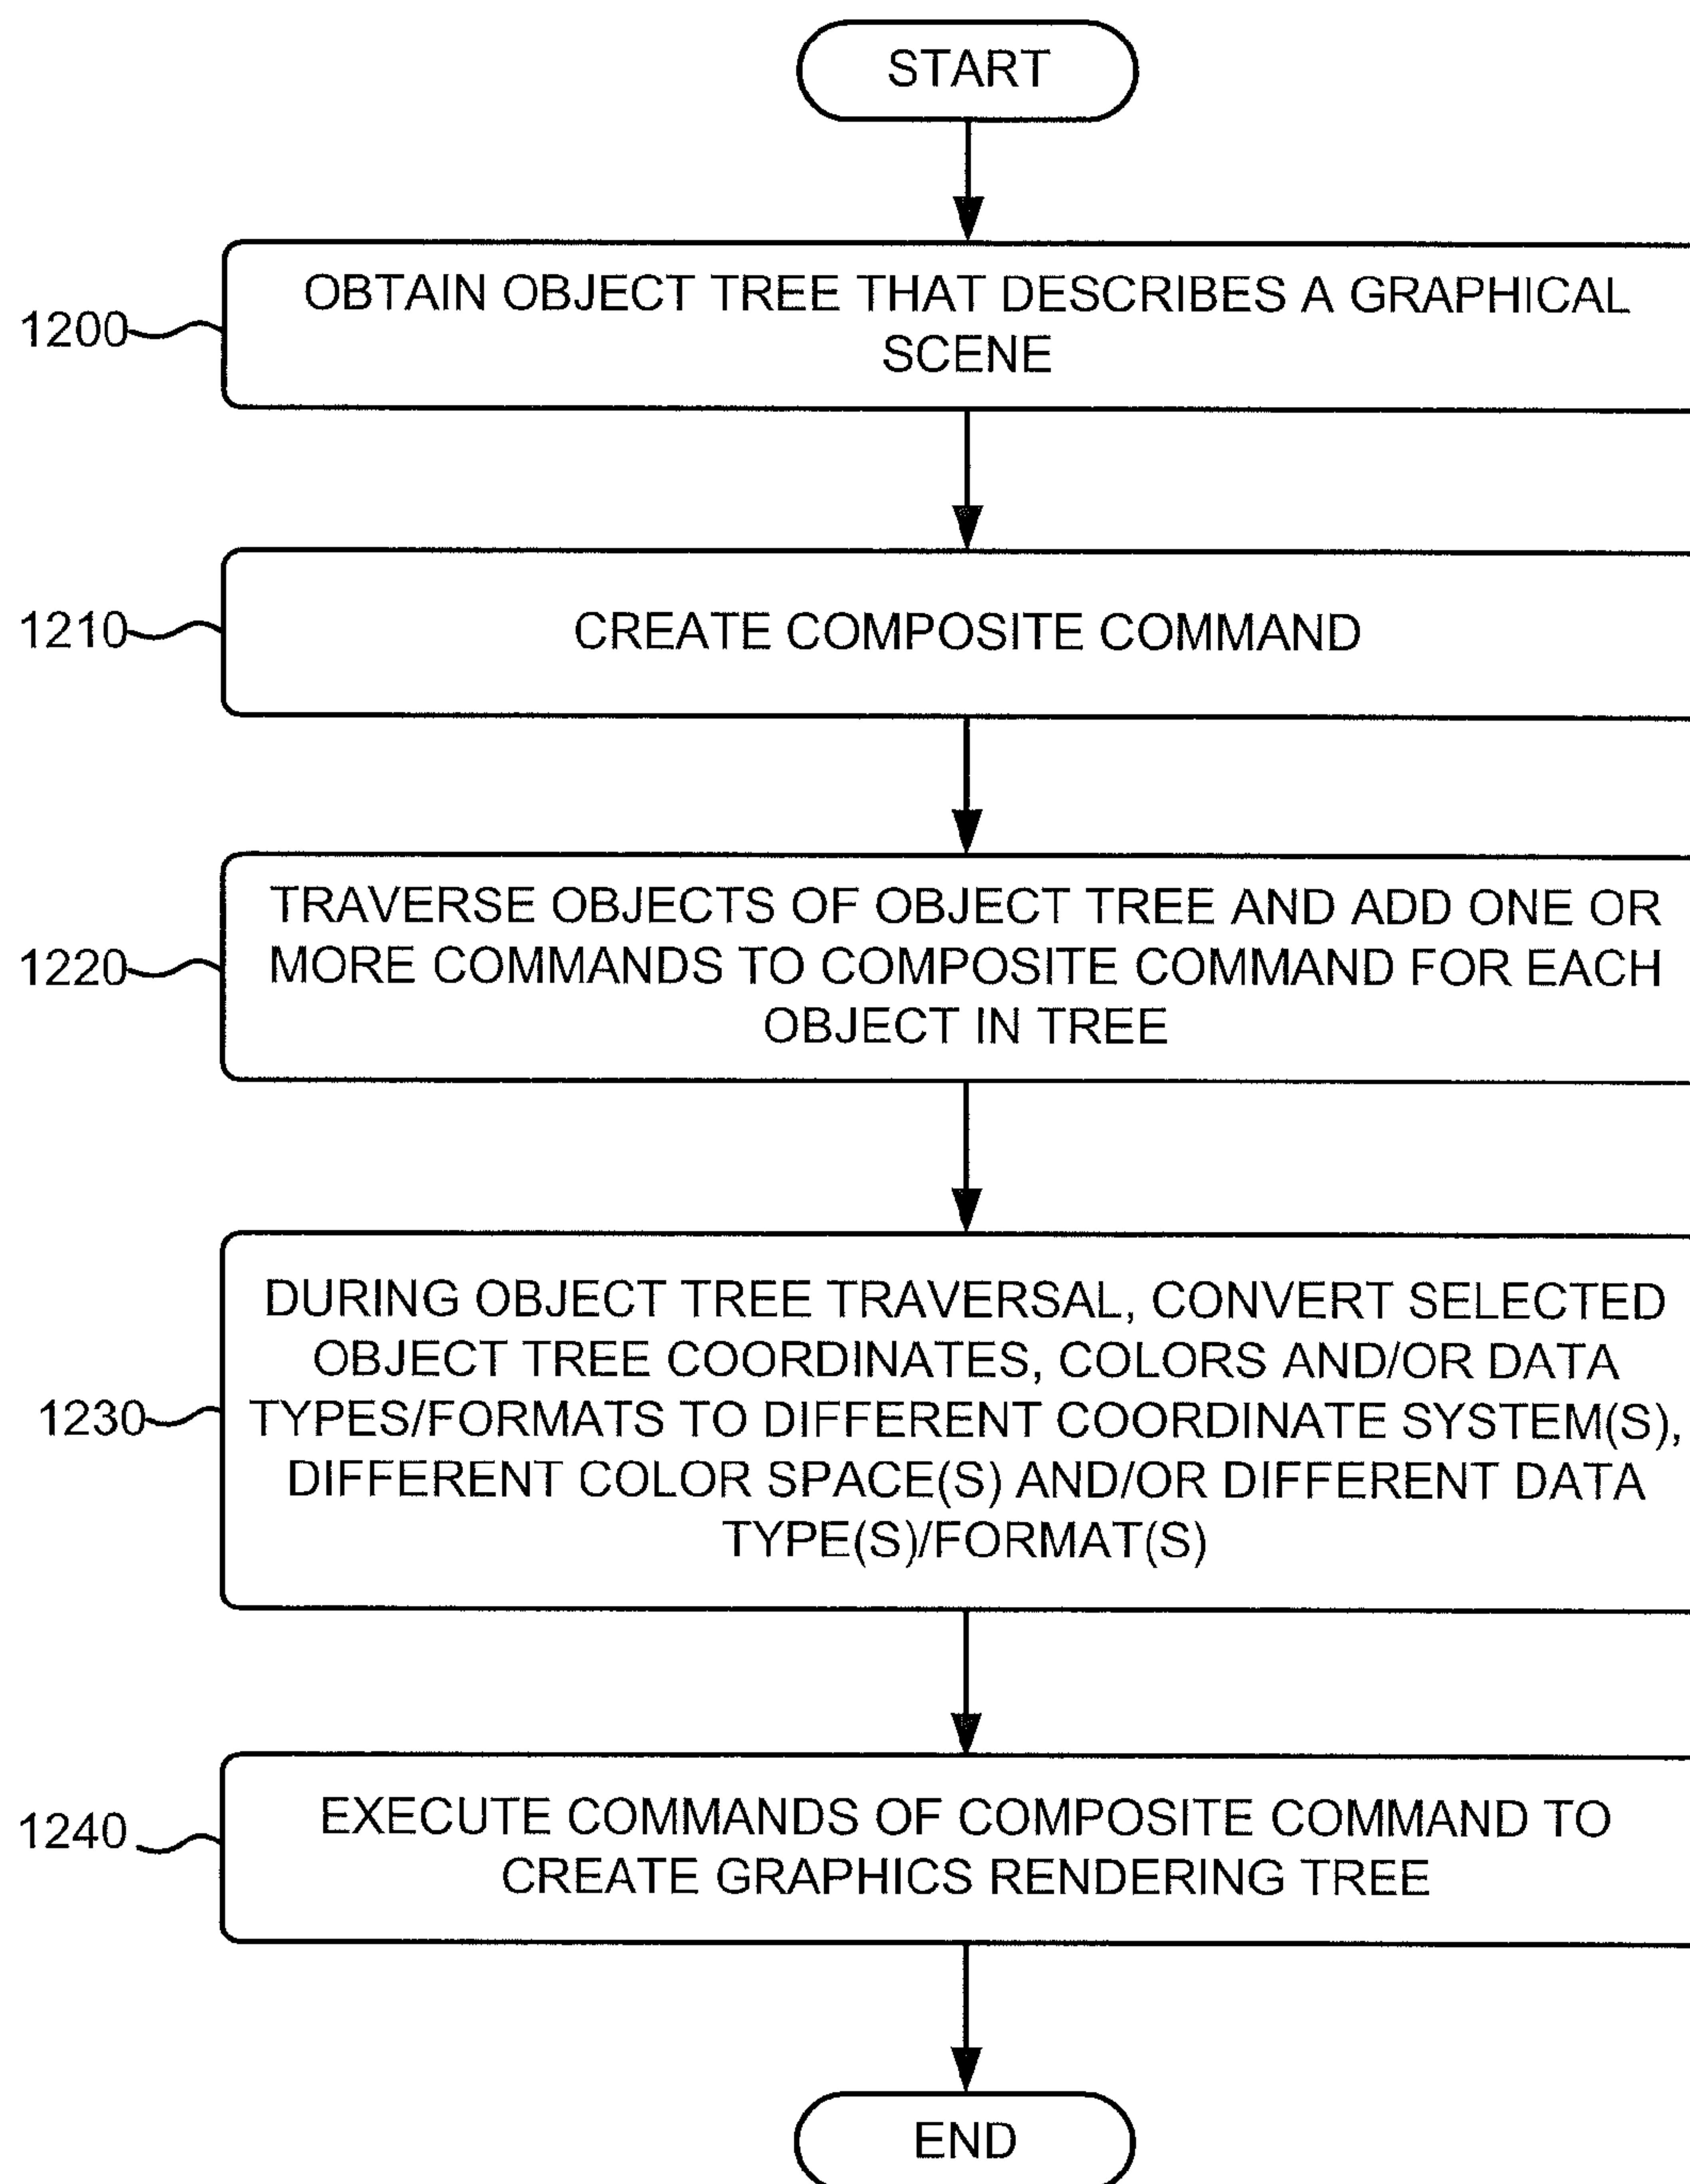 START
OBTAIN OBJECT TREE THAT DESCRIBES A GRAPHICAL
SCENE
1200
CREATE COMPOSITE COMMAND
1210
TRAVERSE OBJECTS OF OBJECT TREE AND ADD ONE OR
MORE COMMANDS TO COMPOSITE COMMAND FOR EACH
OBJECT IN TREE
1220
DURING OBJECT TREE TRAVERSAL, CONVERT SELECTED
OBJECT TREE COORDINATES, COLORS AND/OR DATA
TYPES/FORMATS TO DIFFERENT COORDINATE SYSTEM(S),
DIFFERENT COLOR SPACE(S) AND/OR DIFFERENT DATA
TYPE(S)/FORMAT(S)
1230
EXECUTE COMMANDS OF COMPOSITE COMMAND TO
CREATE GRAPHICS RENDERING TREE
1240
END